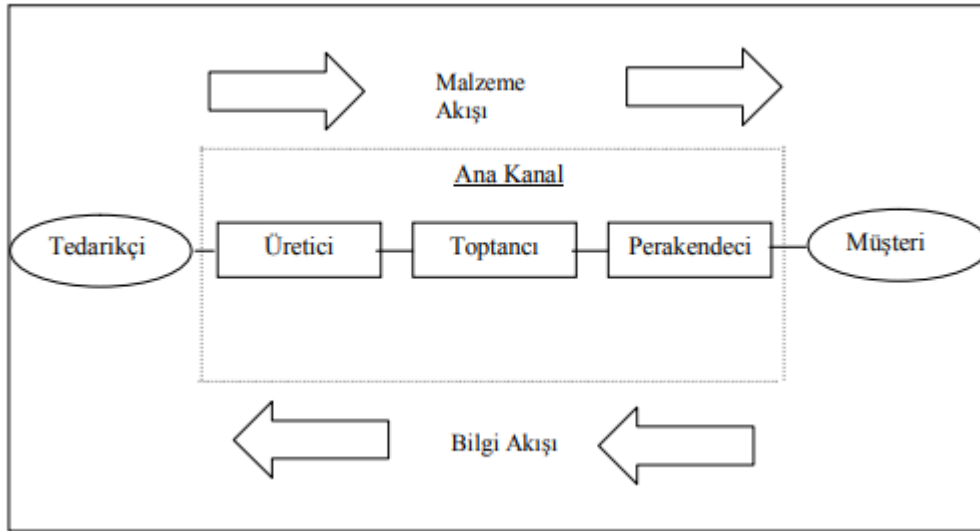 Malzeme
Akışı
Ana Kanal
Tedarikçi
Üretici
Toptancı
Perakendeci
Müşteri
Bilgi Akışı